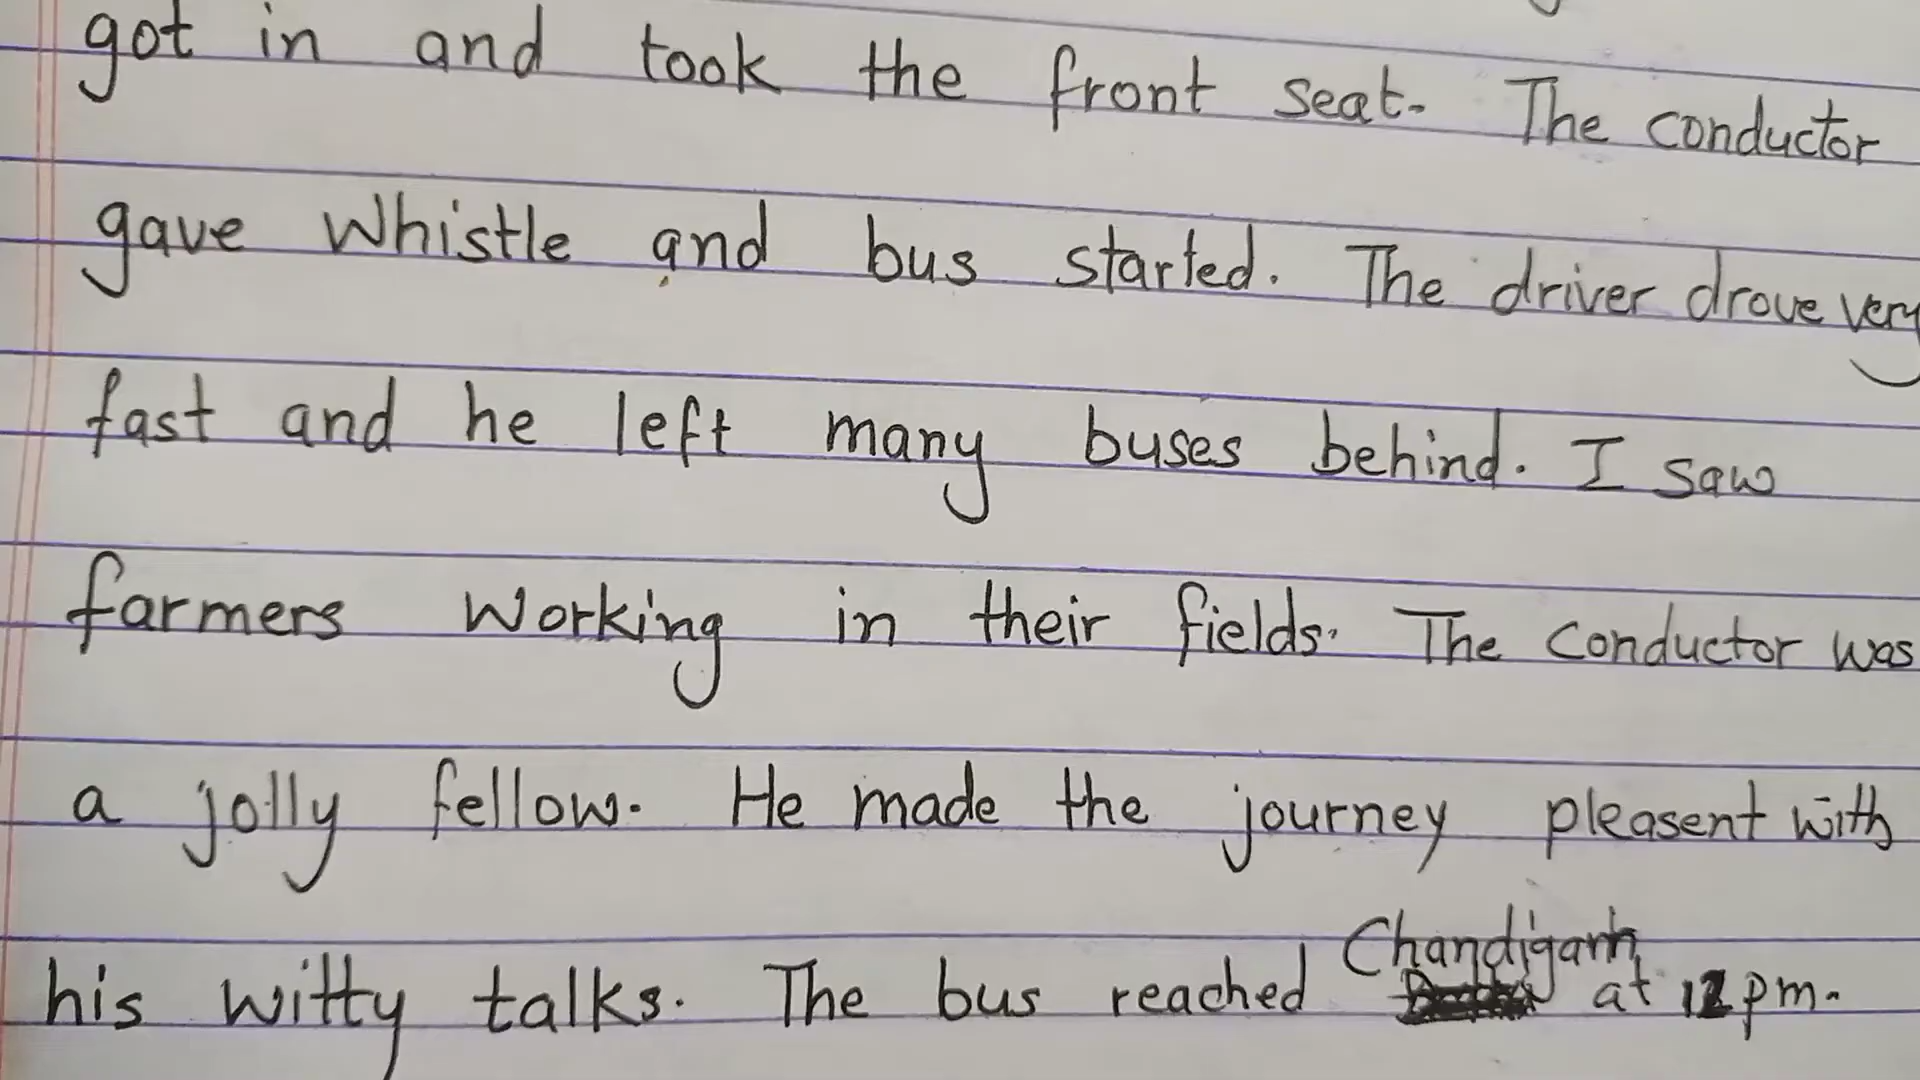 got in and took the front seat. The conductor
gave whistle and bus started. The driver drove very
fast and he left many buses behind. I saw
farmers working in their fields. The conductor was
a jolly fellow. He made the journey pleasent with
Chandigarh
his witty talks. The bus reached at 12 pm.